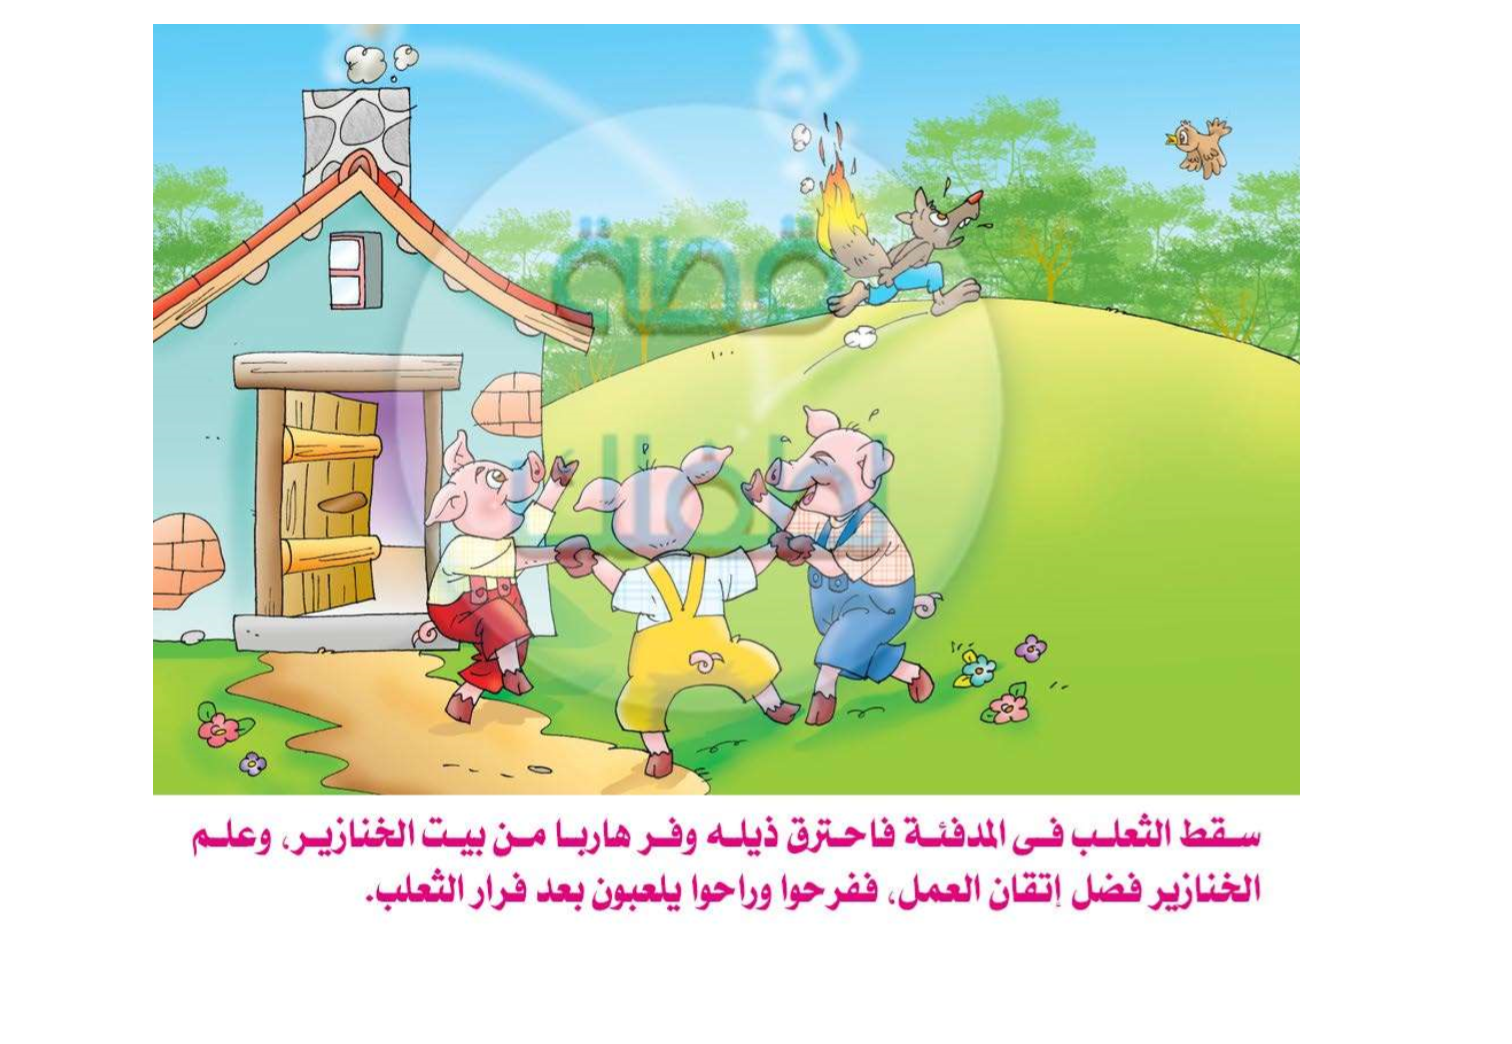 قصة
لطفلك
سقط الثعلب فى المدفئة فاحترق ذيله وفر هاربا من بيت الخنازير، وعلم
الخنازير فضل إتقان العمل، ففرحوا وراحوا يلعبون بعد فرار الثعلب.